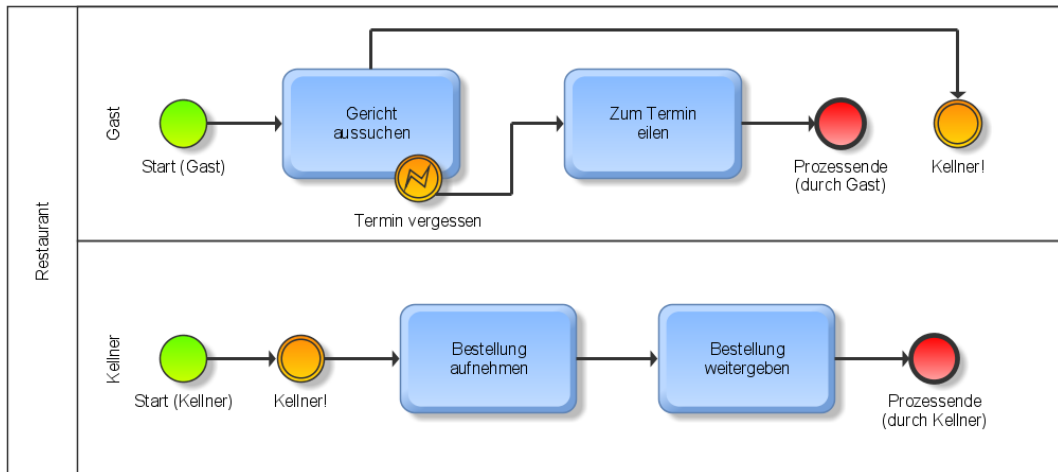 Restaurant
Gast
Start (Gast)
Gericht
aussuchen
Termin vergessen
Zum Termin
eilen
Prozessende
(durch Gast)
Kellner!
Kellner
Start (Kellner)
Kellner!
Bestellung
aufnehmen
Bestellung
weitergeben
Prozessende
(durch Kellner)